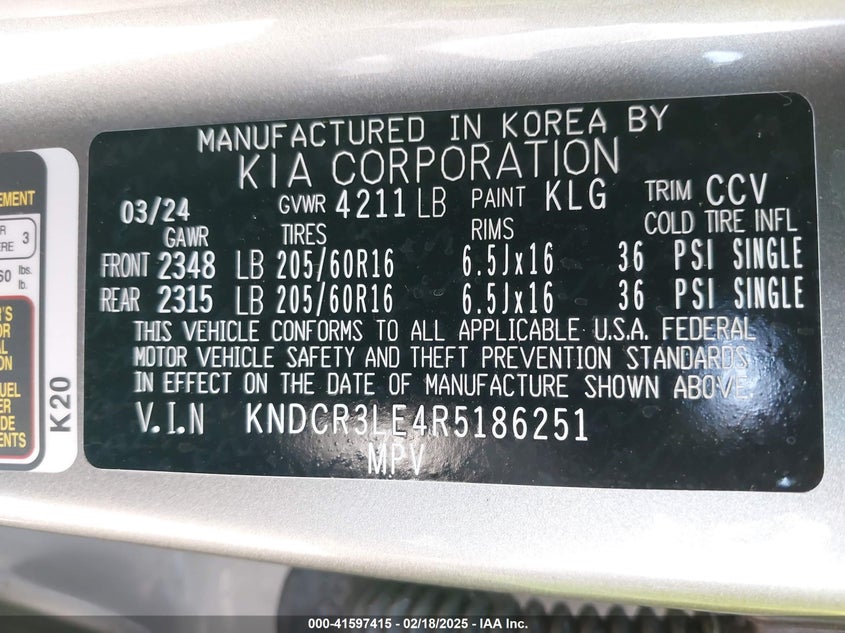 MANUFACTURED IN KOREA BY
KIA CORPORATION
03/24 GVWR 4211 LB PAINT KLG TRIM CCV
GAWR TIRES RIMS COLD TIRE INFL
FRONT 2348 LB 205/60R16 6.5Jx16 36 PSI SINGLE
REAR 2315 LB 205/60R16 6.5Jx16 36 PSI SINGLE
THIS VEHICLE CONFORMS TO ALL APPLICABLE U.S.A. FEDERAL
MOTOR VEHICLE SAFETY AND THEFT PREVENTION STANDARDS
IN EFFECT ON THE DATE OF MANUFACTURE SHOWN ABOVE.
V.I.N KNDCR3LE4R5186251
MPV
3
lbs.
lb.
K20
000-41597415 - 02/18/2025 - IAA Inc.